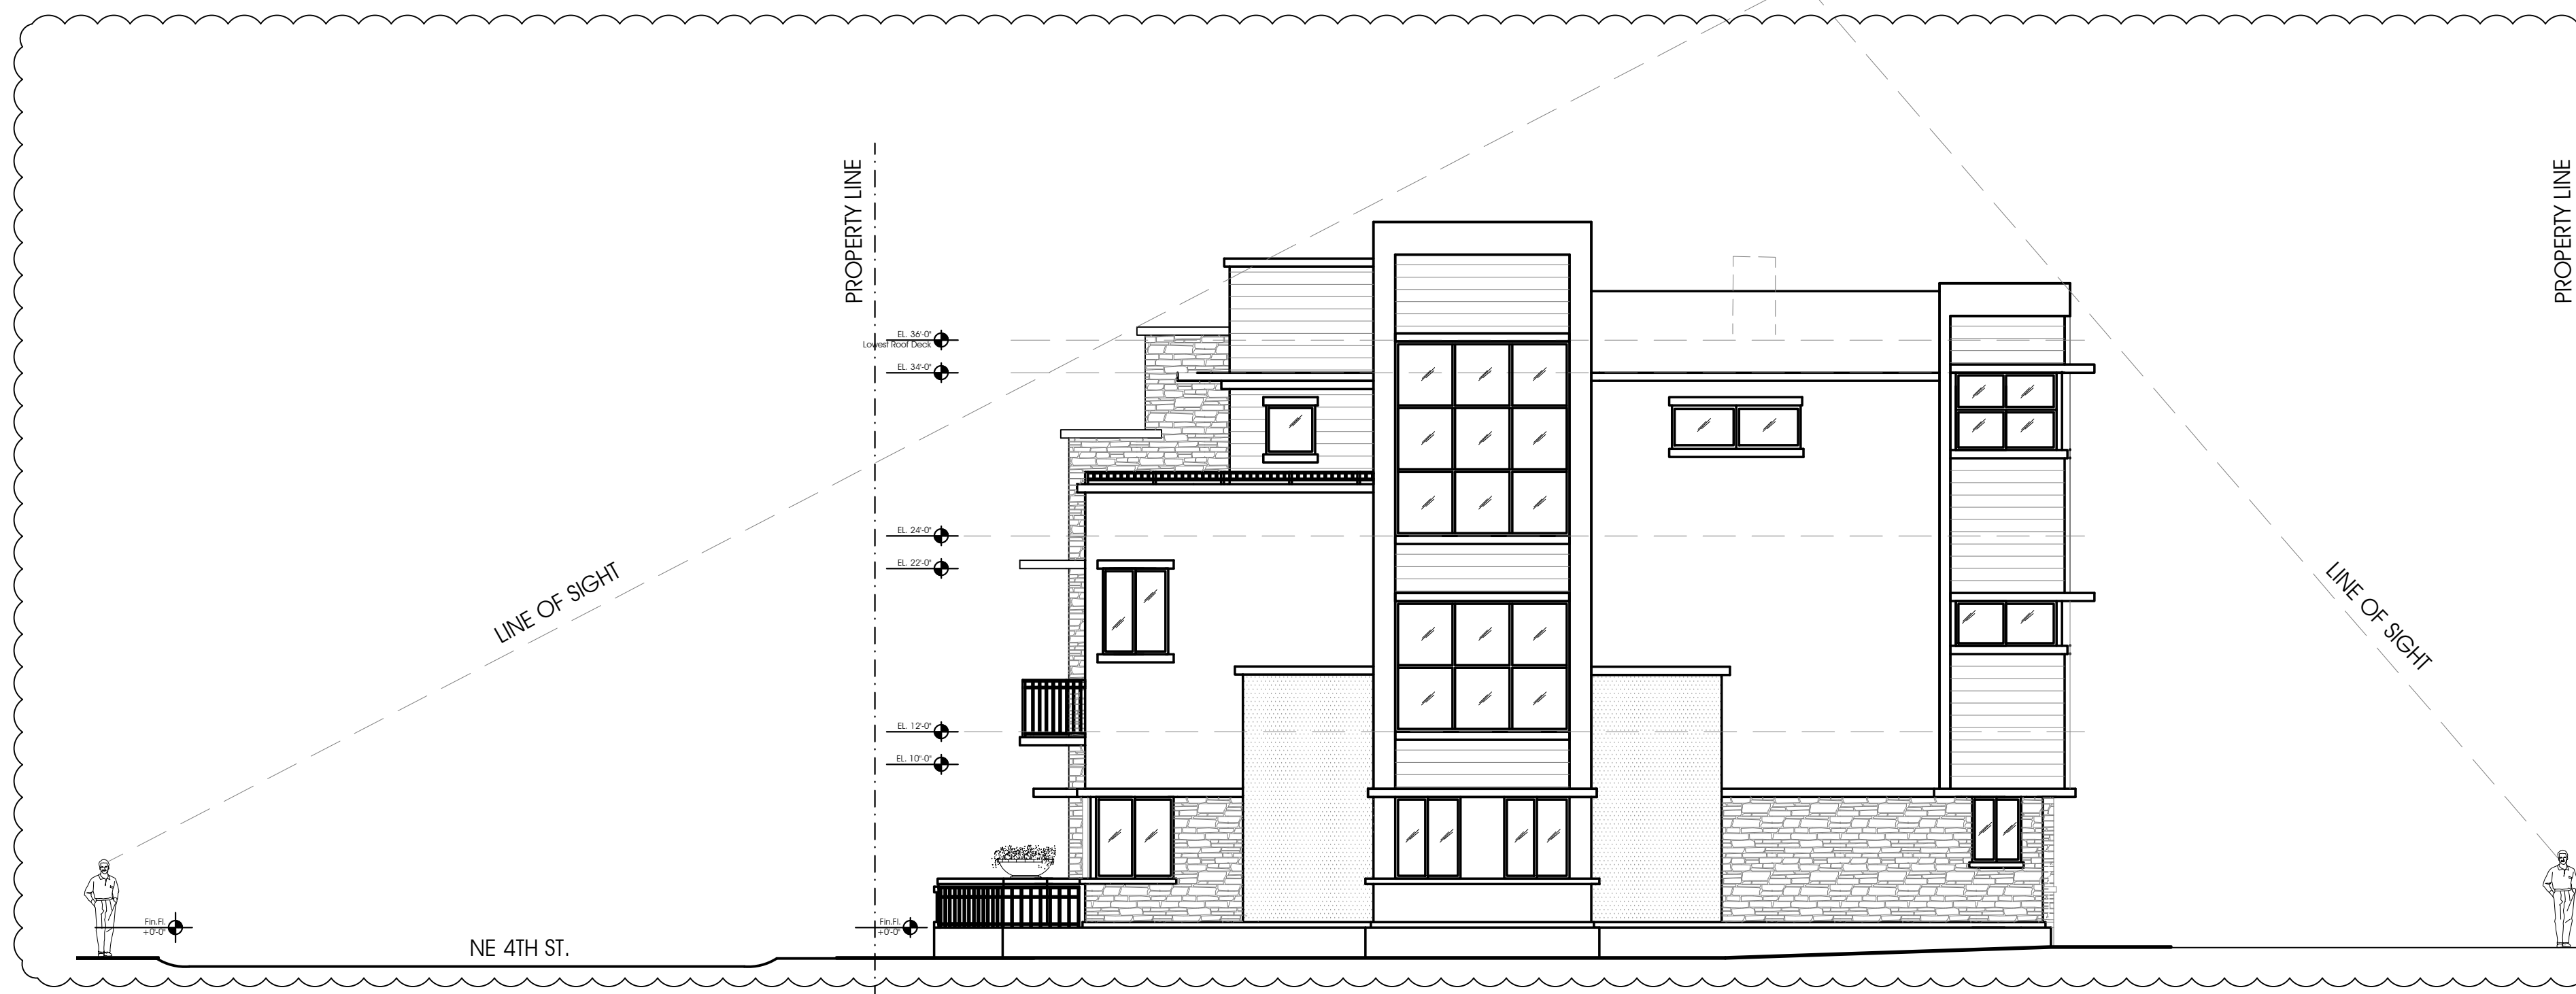 PROPERTY LINE
PROPERTY LINE
EL. 36'-0"
Lowest Roof Deck
EL. 34'-0"
EL. 24'-0"
EL. 22'-0"
LINE OF SIGHT
LINE OF SIGHT
EL. 12'-0"
EL. 10"-0"
Fin.Fl.
+0'-0"
Fin.Fl.
+0'-0"
NE 4TH ST.